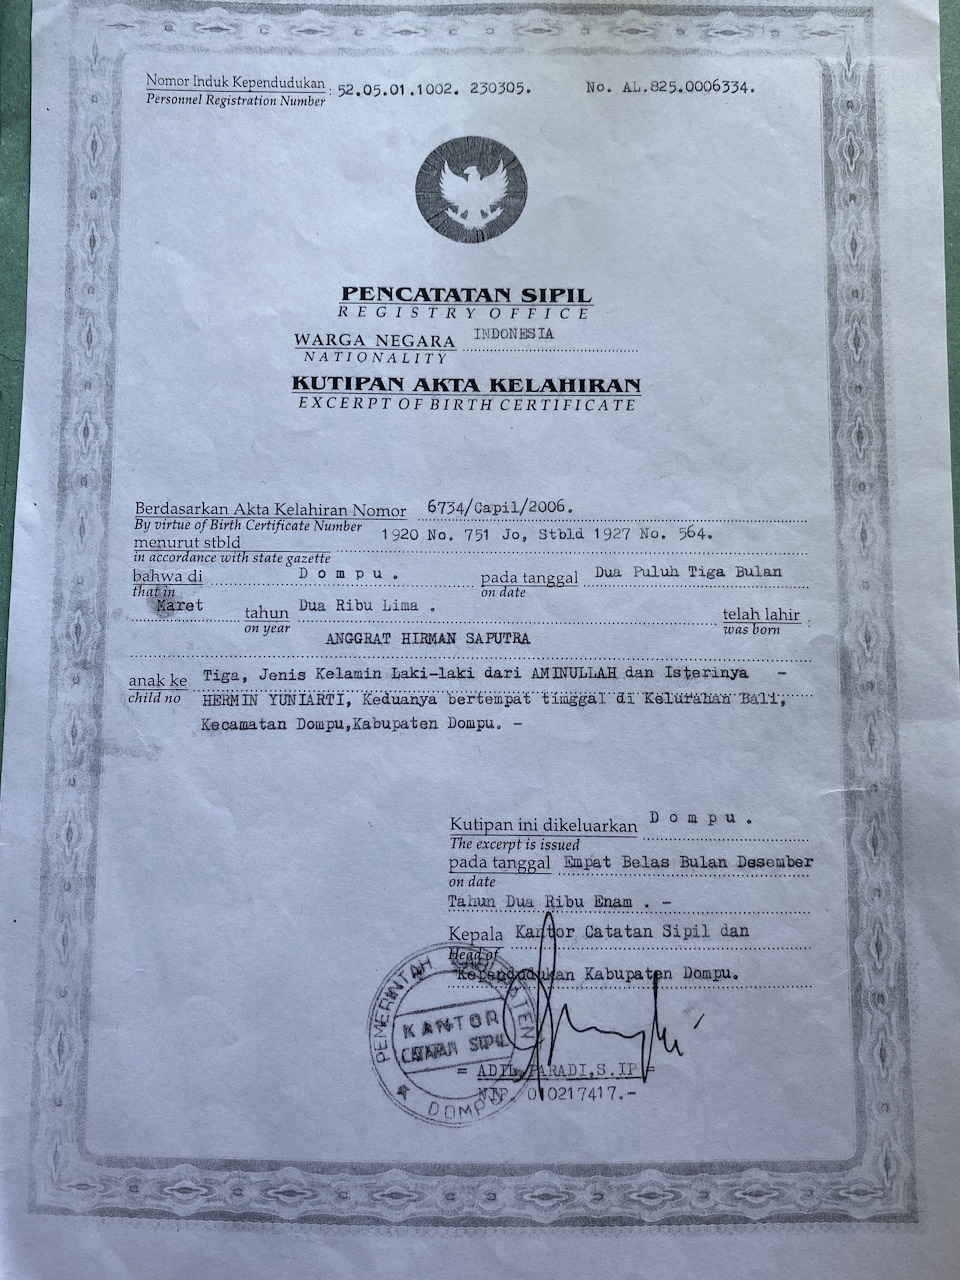 Nomor Induk Kependudukan : 52.05.01.1002. 230305. No. AL.825.0006334.
Personnel Registration Number
PENCATATAN SIPIL
REGISTRY OFFICE
WARGA NEGARA INDONESIA
NATIONALITY
KUTIPAN AKTA KELAHIRAN
EXCERPT OF BIRTH CERTIFICATE
Berdasarkan Akta Kelahiran Nomor 6734/Capil/2006.
By virtue of Birth Certificate Number
menurut stbld 1920 No. 751 Jo, Stbld 1927 No. 564.
in accordance with state gazette
bahwa di Dompu. pada tanggal Dua Puluh Tiga Bulan
that in on date
Maret tahun Dua Ribu Lima . telah lahir :
on year was born
ANGGRAT HIRMAN SAPUTRA
anak ke Tiga, Jenis Kelamin Laki-laki dari AMINULLAH dan Isterinya -
child no HERMIN YUNIARTI, Keduanya bertempat timggal di Kelurahan Bali,
Kecamatan Dompu,Kabupaten Dompu. -
Kutipan ini dikeluarkan Dompu.
The excerpt is issued
pada tanggal Empat Belas Bulan Desember
on date
Tahun Dua Ribu Enam . -
Kepala Kantor Catatan Sipil dan
Head of
Kependudukan Kabupaten Dompu.
PEMERINTAH KABUPATEN
KANTOR
CATATAN SIPIL
DOMPU
= ADIL PARADI,S.IP =
NIP. 010217417.-